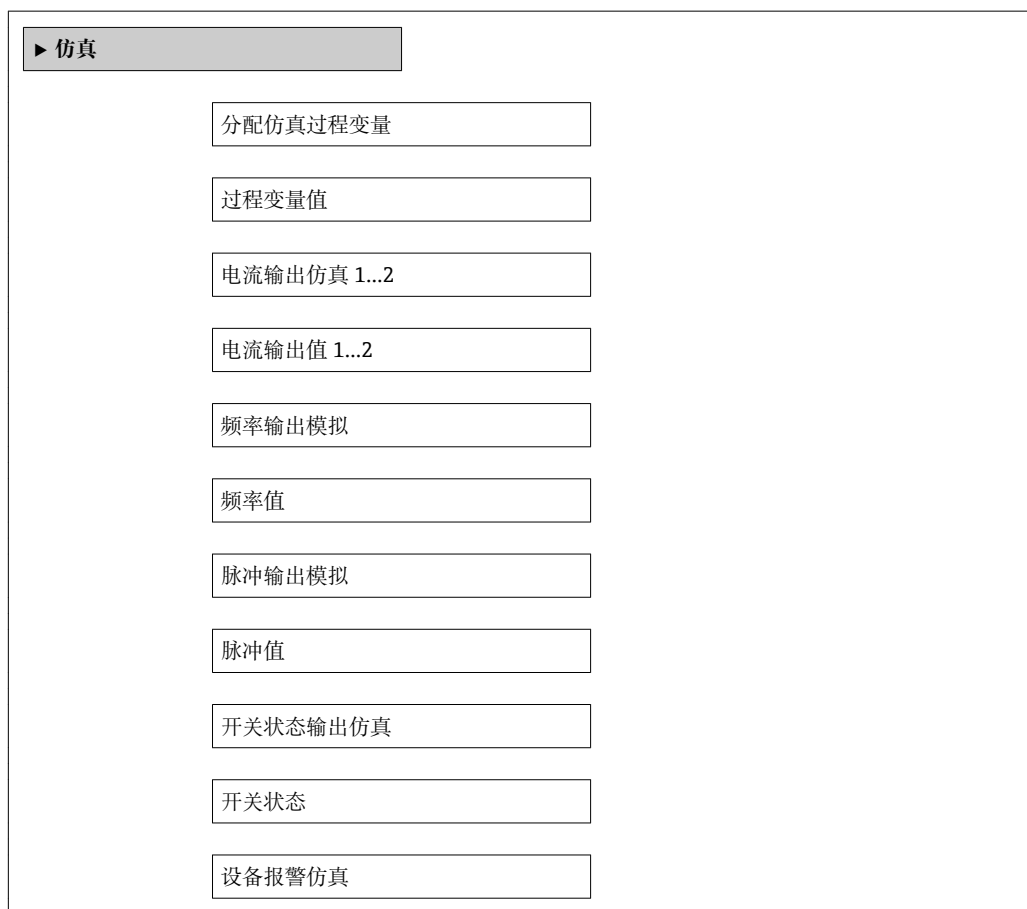 ▶ 仿真
分配仿真过程变量
过程变量值
电流输出仿真 1...2
电流输出值 1...2
频率输出模拟
频率值
脉冲输出模拟
脉冲值
开关状态输出仿真
开关状态
设备报警仿真